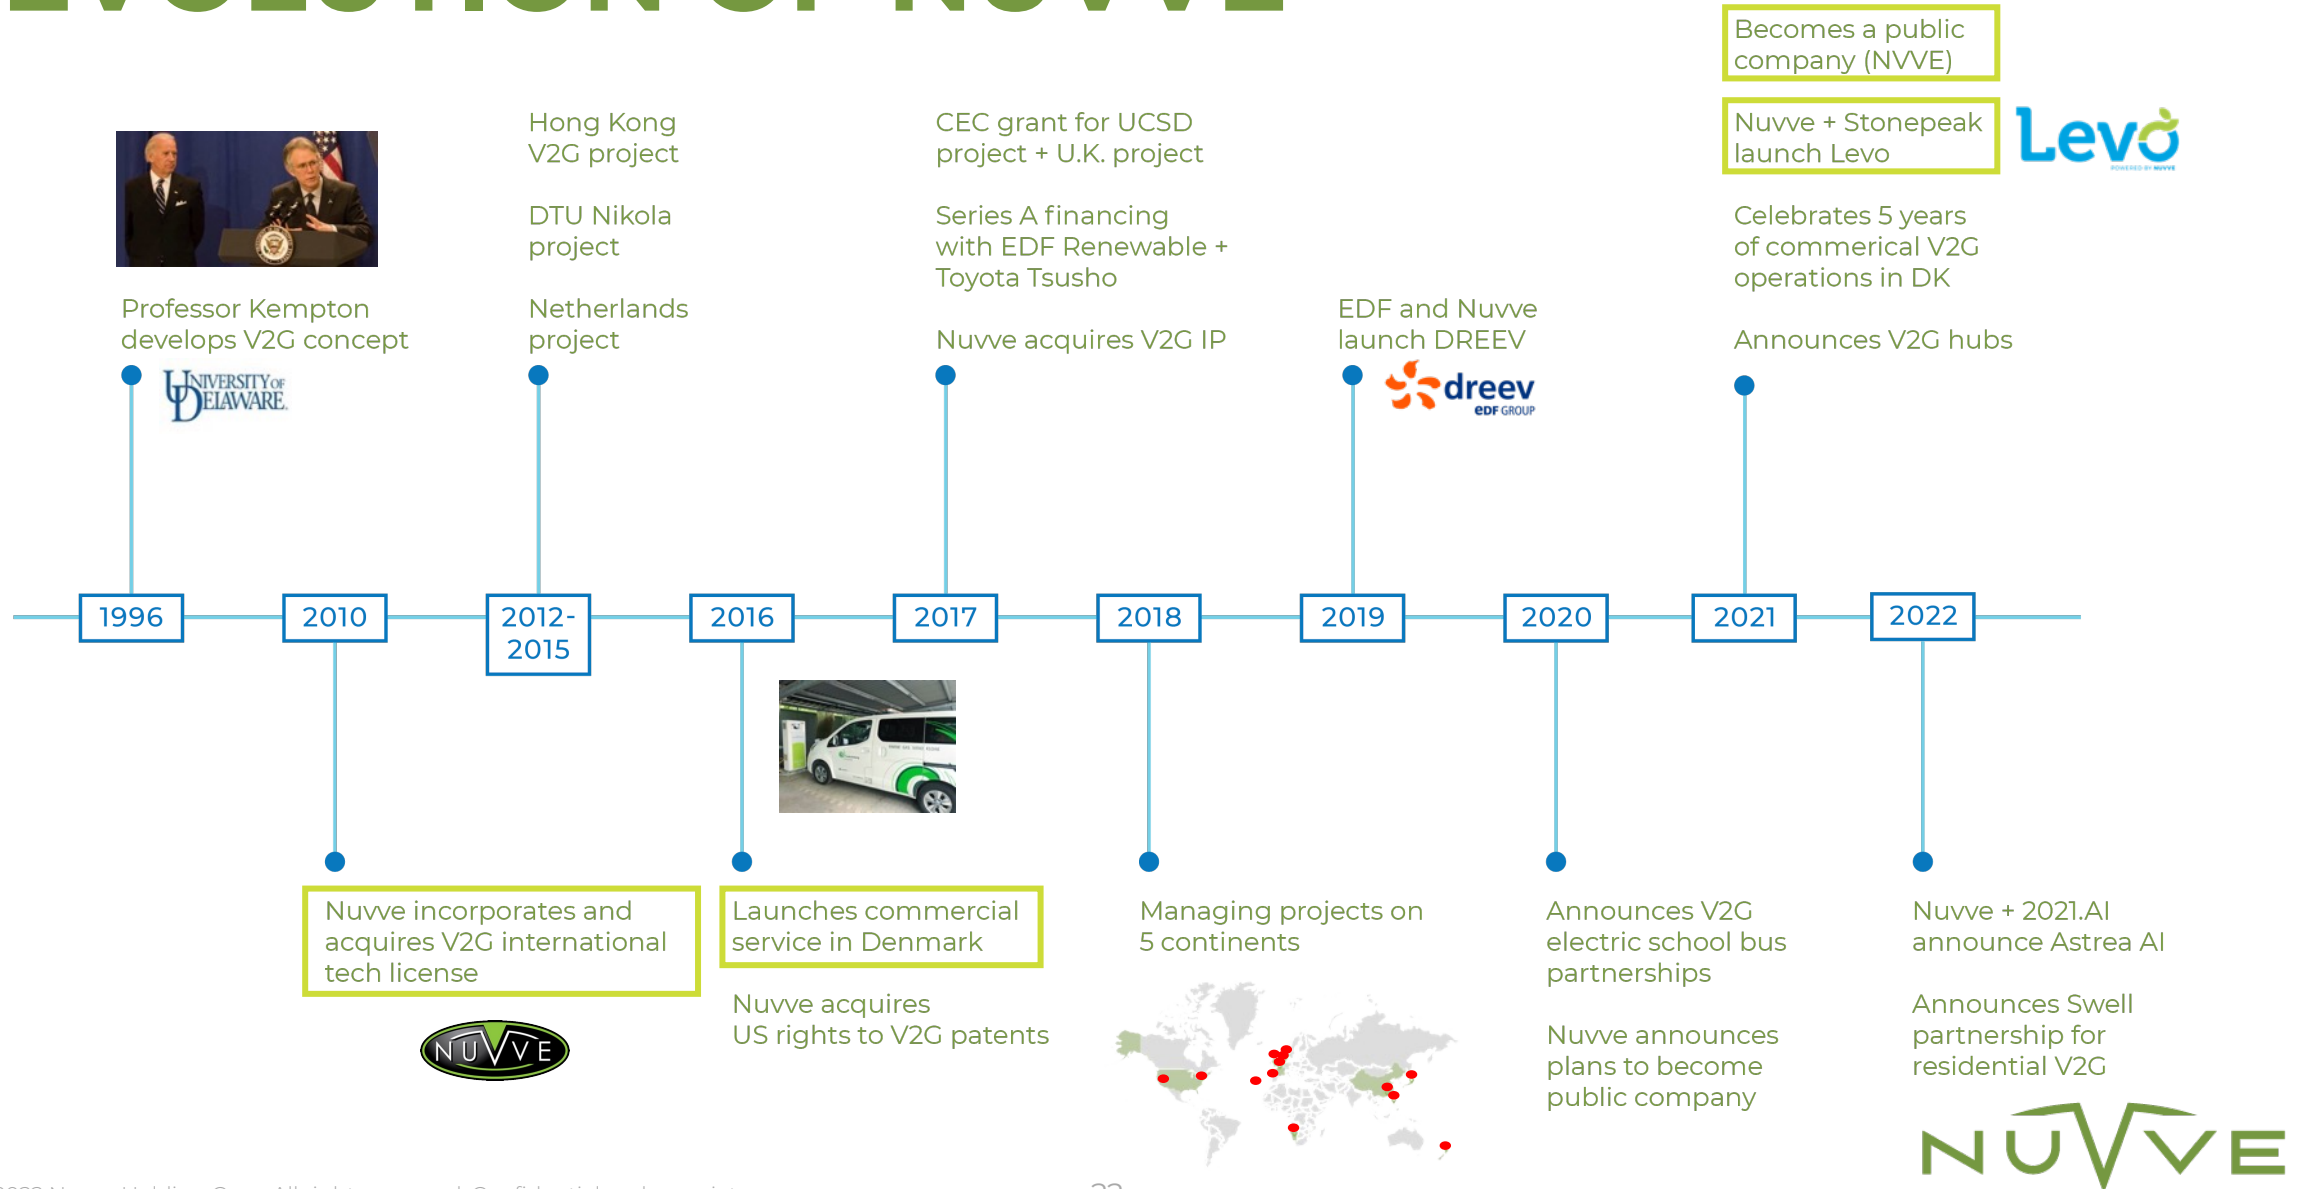 EVOLUTION OF NUVVE
Becomes a public
company (NVVE)
Nuvve + Stonepeak
launch Levo
Levo
POWERED BY NUVVE
Celebrates 5 years
of commerical V2G
operations in DK
Announces V2G hubs
Hong Kong
V2G project
DTU Nikola
project
Netherlands
project
CEC grant for UCSD
project + U.K. project
Series A financing
with EDF Renewable +
Toyota Tsusho
Nuvve acquires V2G IP
Professor Kempton
develops V2G concept
UNIVERSITY OF
DELAWARE.
EDF and Nuvve
launch DREEV
dreev
eDF GROUP
1996
2010
2012-
2015
2016
2017
2018
2019
2020
2021
2022
Nuvve incorporates and
acquires V2G international
tech license
NUVVE
Launches commercial
service in Denmark
Nuvve acquires
US rights to V2G patents
Managing projects on
5 continents
Announces V2G
electric school bus
partnerships
Nuvve announces
plans to become
public company
Nuvve + 2021.AI
announce Astrea AI
Announces Swell
partnership for
residential V2G
NUVVE